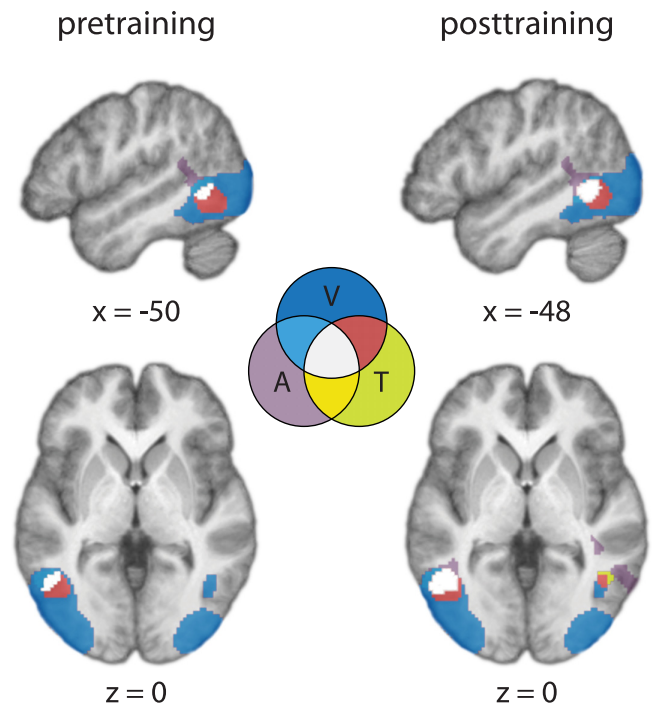 pretraining
posttraining
x = -50
x = -48
V
A
T
z = 0
z = 0